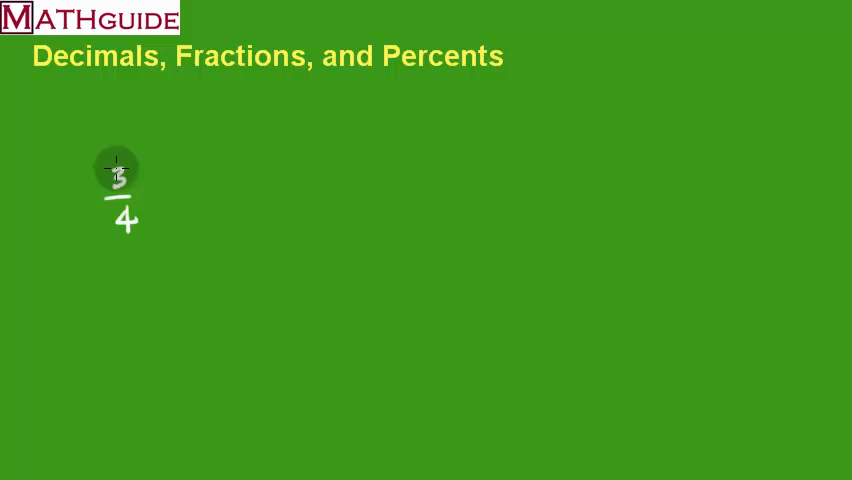 MATHGUIDE
Decimals, Fractions, and Percents
3
4